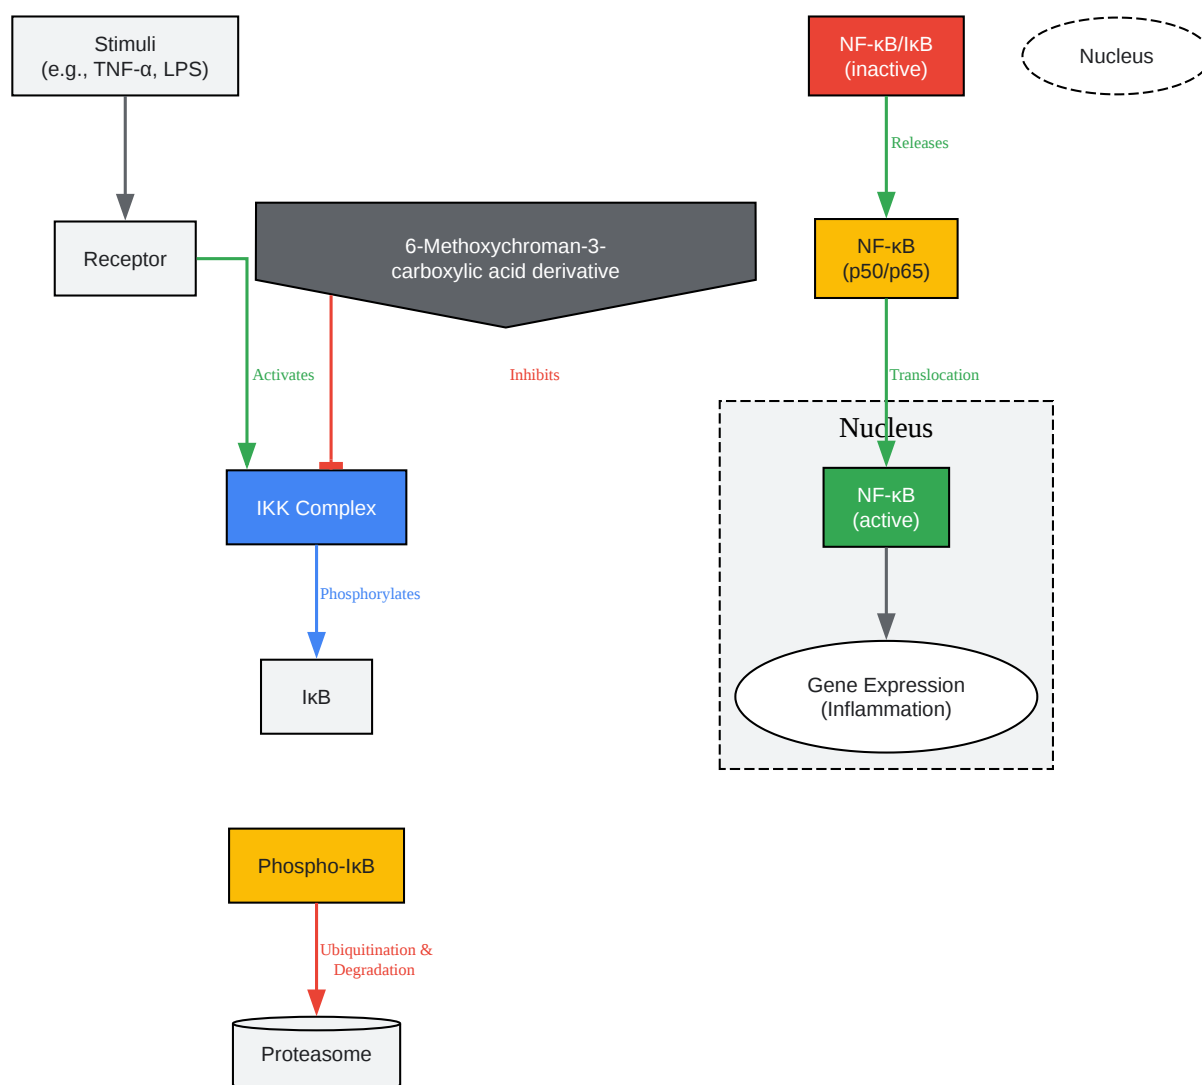 Stimuli
(e.g., TNF-α, LPS)
NF-κB/IκB
(inactive)
Nucleus
Releases
Receptor
6-Methoxychroman-3-
carboxylic acid derivative
NF-κB
(p50/p65)
Activates
Inhibits
Translocation
Nucleus
IKK Complex
NF-κB
(active)
Phosphorylates
IκB
Gene Expression
(Inflammation)
Phospho-IκB
Ubiquitination &
Degradation
Proteasome